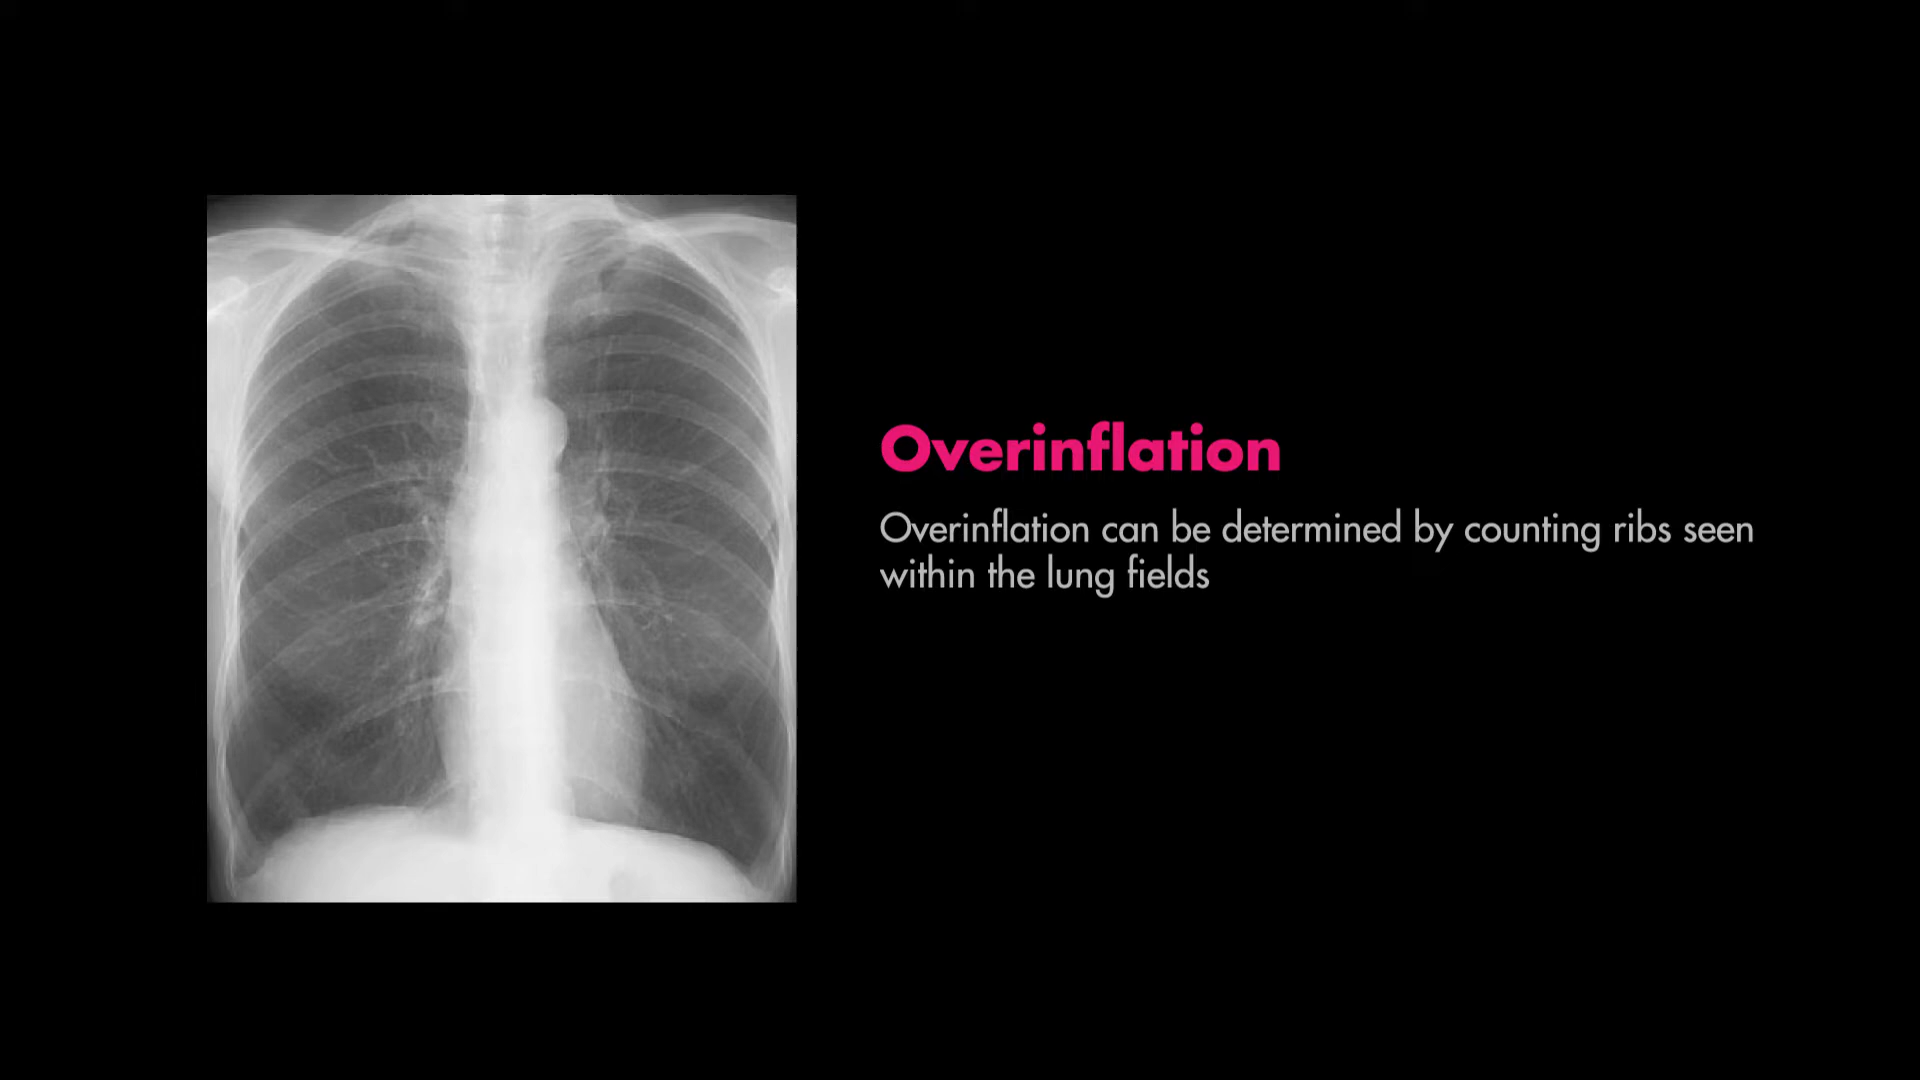 Overinflation
Overinflation can be determined by counting ribs seen
within the lung fields